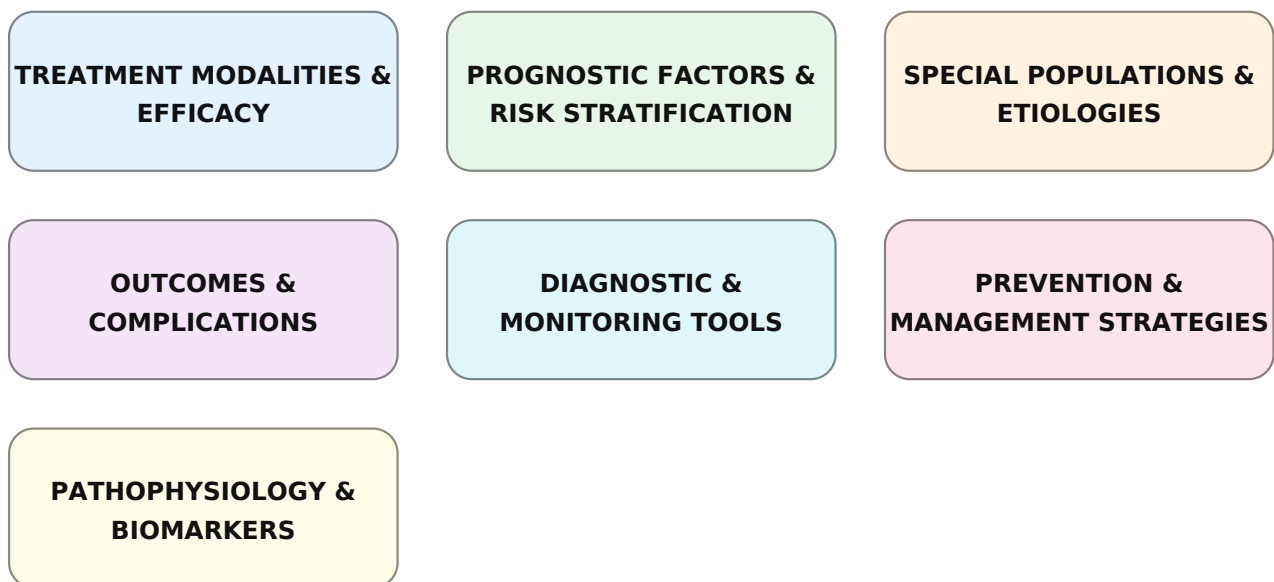 TREATMENT MODALITIES &
EFFICACY
PROGNOSTIC FACTORS &
RISK STRATIFICATION
SPECIAL POPULATIONS &
ETIOLOGIES
OUTCOMES &
COMPLICATIONS
DIAGNOSTIC &
MONITORING TOOLS
PREVENTION &
MANAGEMENT STRATEGIES
PATHOPHYSIOLOGY &
BIOMARKERS